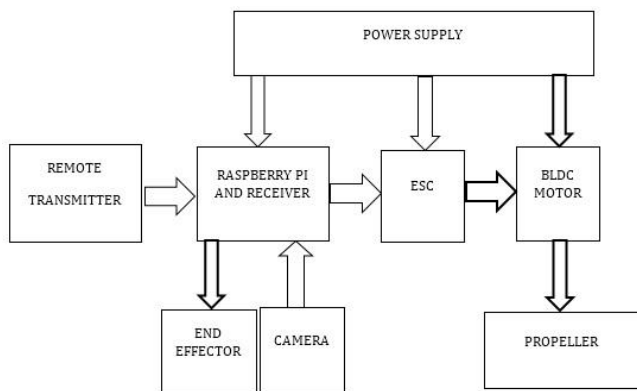 POWER SUPPLY
REMOTE
TRANSMITTER
RASPBERRY PI
AND RECEIVER
ESC
BLDC
MOTOR
END
EFFECTOR
CAMERA
PROPELLER